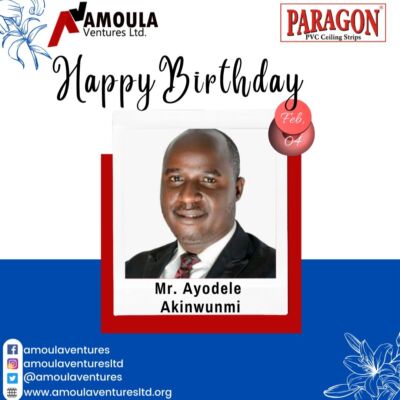 AMOULA
Ventures Ltd.
PARAGON®
PVC Ceiling Strips
Happy Birthday
Feb
04
Mr. Ayodele
Akinwunmi
amoulaventures
amoulaventuresltd
@amoulaventures
www.amoulaventuresltd.org